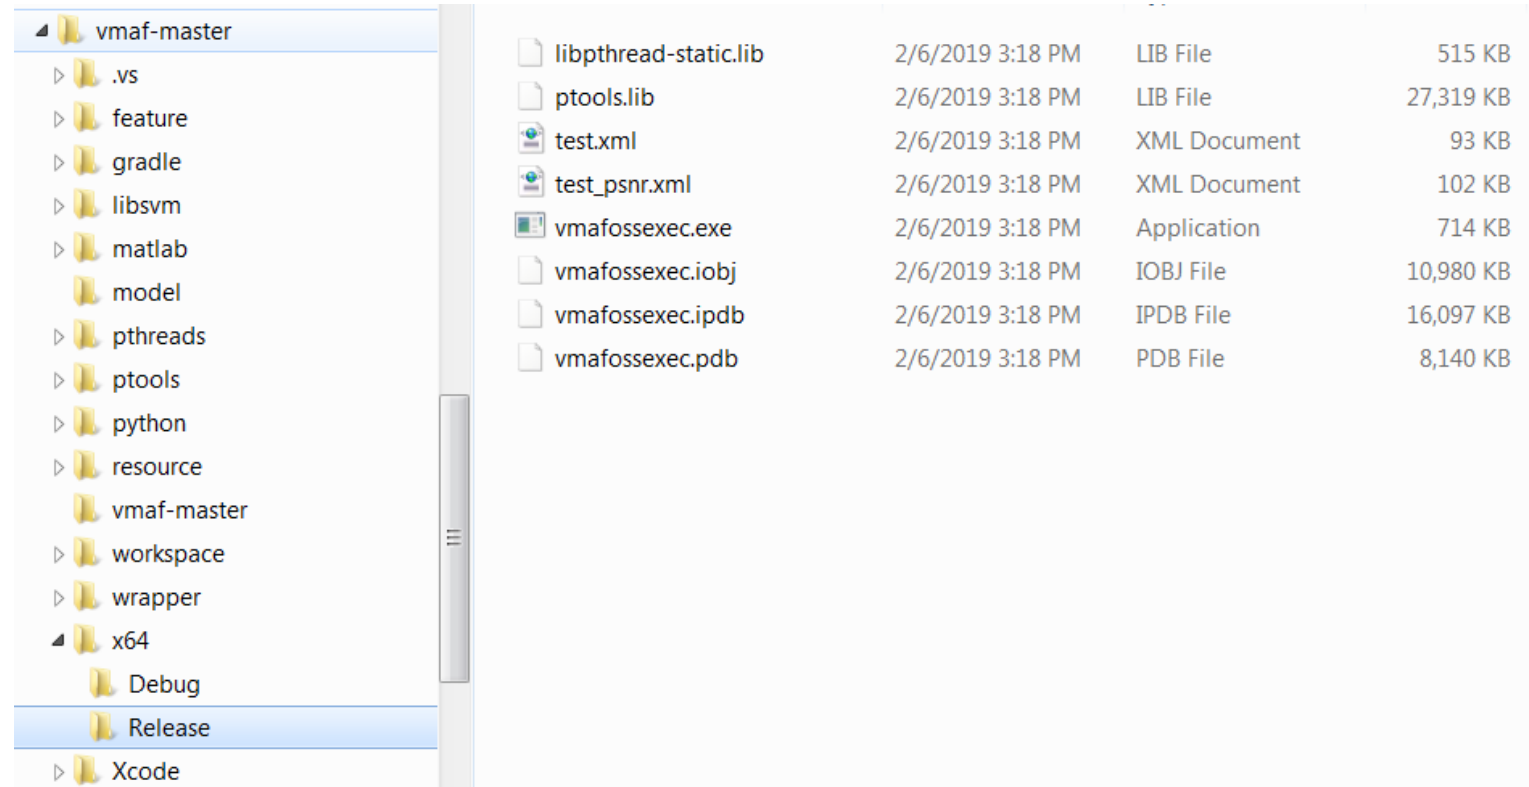 vmaf-master
.vs
feature
gradle
libsvm
matlab
model
pthreads
ptools
python
resource
vmaf-master
workspace
wrapper
x64
Debug
Release
Xcode
libpthread-static.lib 2/6/2019 3:18 PM LIB File 515 KB
ptools.lib 2/6/2019 3:18 PM LIB File 27,319 KB
test.xml 2/6/2019 3:18 PM XML Document 93 KB
test_psnr.xml 2/6/2019 3:18 PM XML Document 102 KB
vmafossexec.exe 2/6/2019 3:18 PM Application 714 KB
vmafossexec.iobj 2/6/2019 3:18 PM IOBJ File 10,980 KB
vmafossexec.ipdb 2/6/2019 3:18 PM IPDB File 16,097 KB
vmafossexec.pdb 2/6/2019 3:18 PM PDB File 8,140 KB